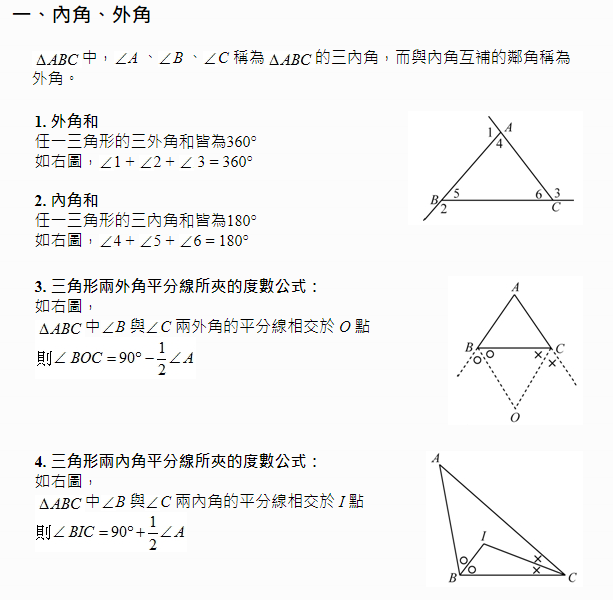 一、內角、外角
ΔABC 中，∠A 、∠B 、∠C 稱為 ΔABC 的三內角，而與內角互補的鄰角稱為
外角。
1. 外角和
任一三角形的三外角和皆為360°
如右圖，∠1 + ∠2 + ∠ 3 = 360°
1 A
4
B 5 6 3
2 C
2. 內角和
任一三角形的三內角和皆為180°
如右圖，∠4 + ∠5 + ∠6 = 180°
3. 三角形兩外角平分線所夾的度數公式：
如右圖，
ΔABC 中∠B 與∠C 兩外角的平分線相交於 O 點
則∠ BOC = 90° − 1/2 ∠A
A
B C
O
4. 三角形兩內角平分線所夾的度數公式：
如右圖，
ΔABC 中∠B 與∠C 兩內角的平分線相交於 I 點
則∠ BIC = 90° + 1/2 ∠A
A
I
B C